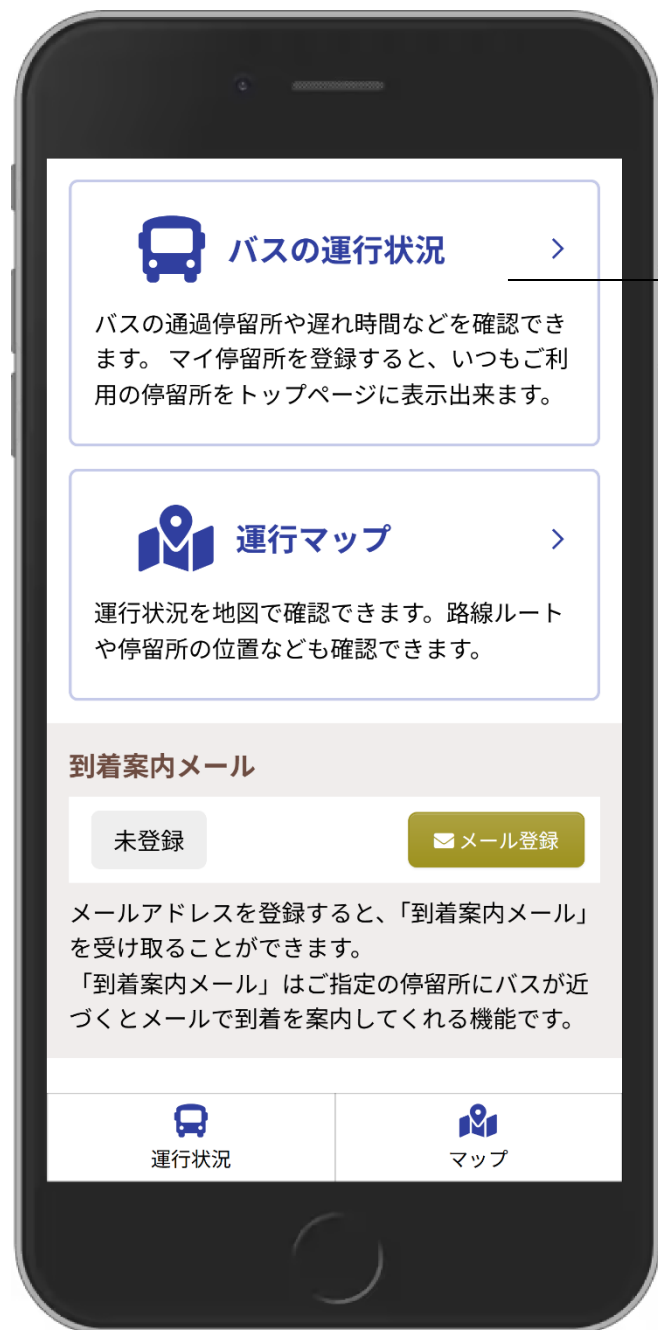 バスの運行状況
バスの通過停留所や遅れ時間などを確認でき
ます。 マイ停留所を登録すると、いつもご利
用の停留所をトップページに表示出来ます。
運行マップ
運行状況を地図で確認できます。路線ルート
や停留所の位置なども確認できます。
到着案内メール
未登録
メール登録
メールアドレスを登録すると、「到着案内メール」
を受け取ることができます。
「到着案内メール」はご指定の停留所にバスが近
づくとメールで到着を案内してくれる機能です。
運行状況
マップ